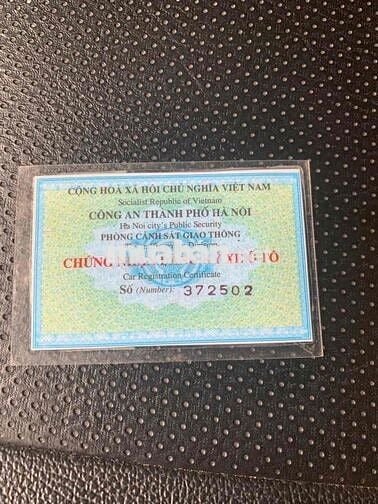 CỘNG HOÀ XÃ HỘI CHỦ NGHĨA VIỆT NAM
Socialist Republic of Vietnam
CÔNG AN THÀNH PHỐ HÀ NỘI
Ha Noi city's Public Security
PHÒNG CẢNH SÁT GIAO THÔNG
CHỨNG
Car Registration Certificate
Số (Number): 372502